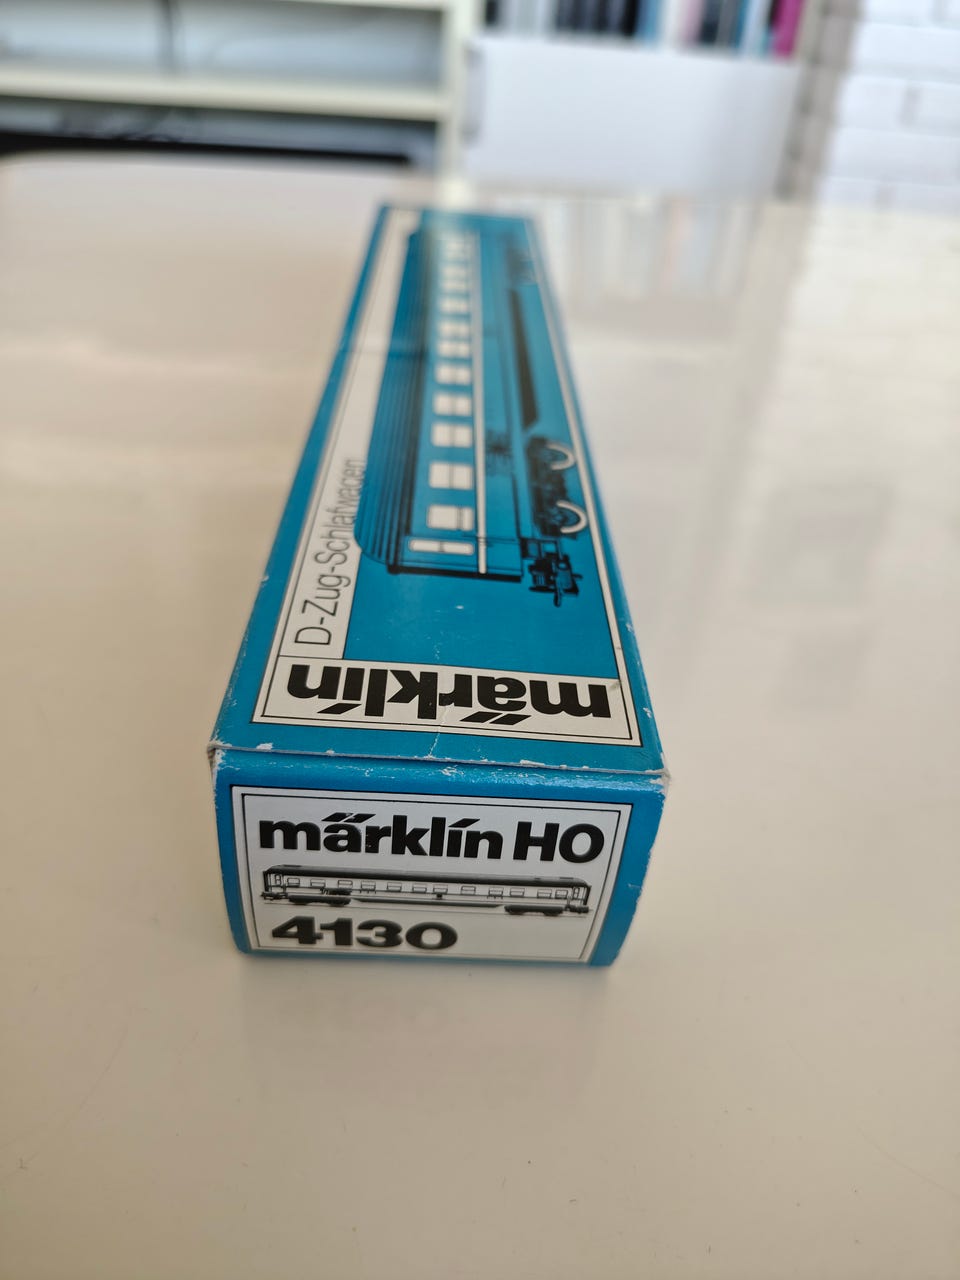 D-Zug-Schlafwagen
märklin
märklin HO
4130